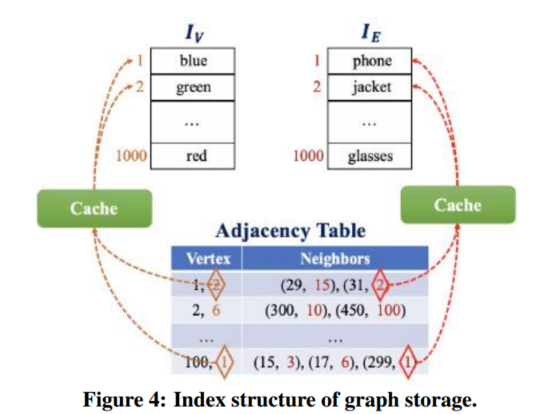 I_V
I_E
1 blue
2 green
...
1000 red
1 phone
2 jacket
...
1000 glasses
Cache
Cache
Adjacency Table
Vertex Neighbors
1, 2 (29, 15), (31, 2)
2, 6 (300, 10), (450, 100)
... ...
100, 1 (15, 3), (17, 6), (299, 1)
Figure 4: Index structure of graph storage.